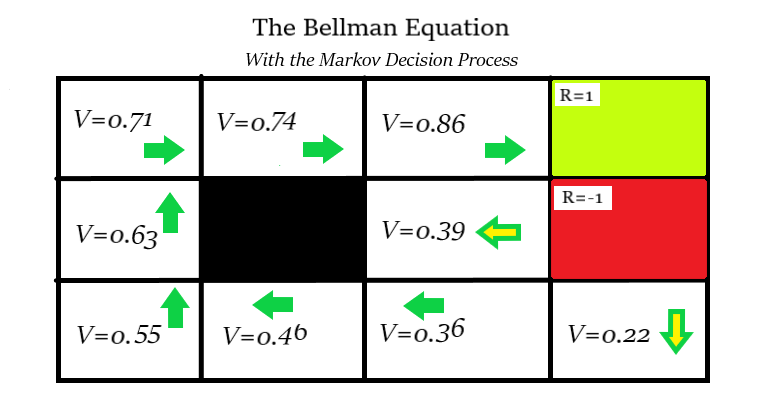 The Bellman Equation
With the Markov Decision Process
V=0.71
V=0.74
V=0.86
R=1
V=0.63
V=0.39
R=-1
V=0.55
V=0.46
V=0.36
V=0.22